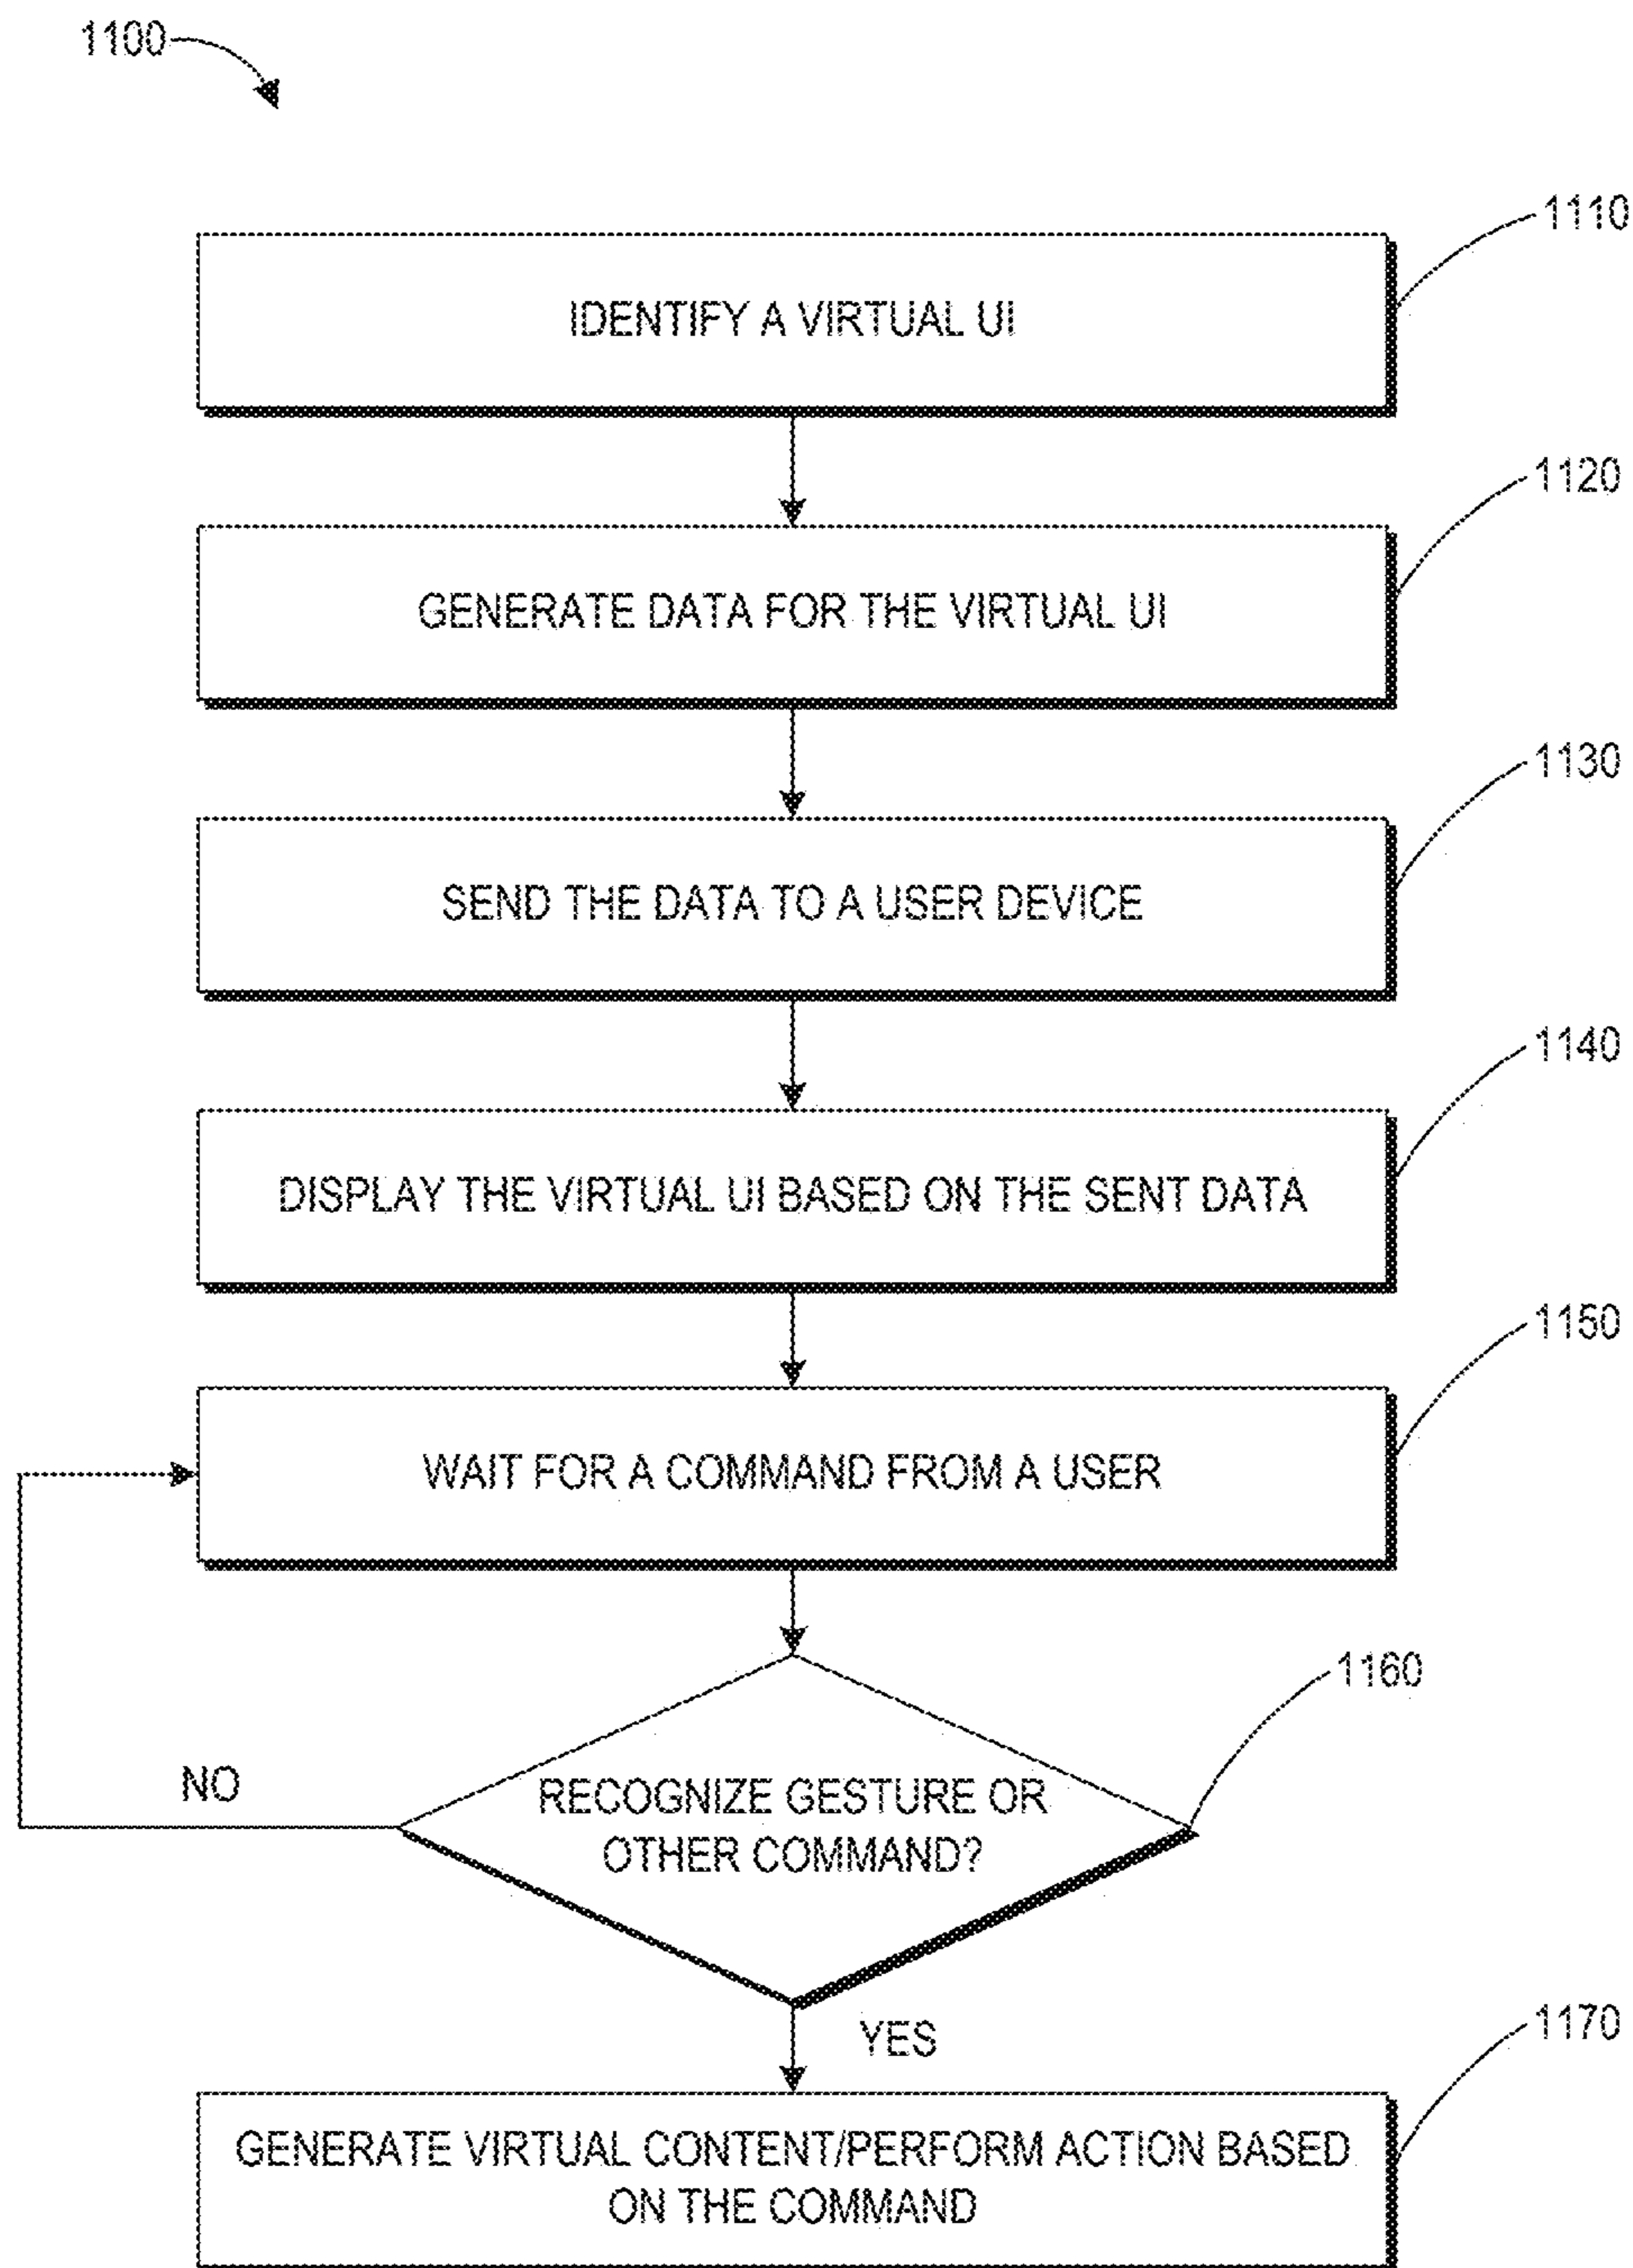 1100
1110
IDENTIFY A VIRTUAL UI
1120
GENERATE DATA FOR THE VIRTUAL UI
1130
SEND THE DATA TO A USER DEVICE
1140
DISPLAY THE VIRTUAL UI BASED ON THE SENT DATA
1150
WAIT FOR A COMMAND FROM A USER
1160
RECOGNIZE GESTURE OR
OTHER COMMAND?
NO
YES
1170
GENERATE VIRTUAL CONTENT/PERFORM ACTION BASED
ON THE COMMAND